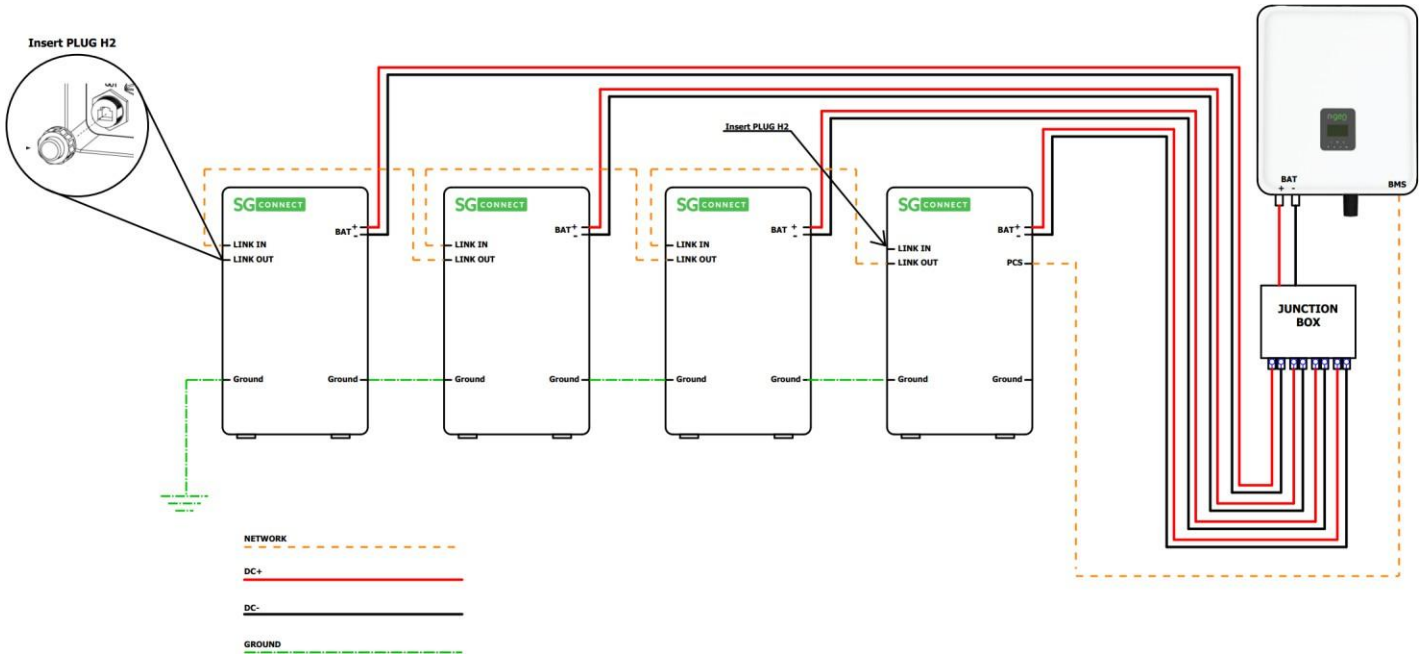 Insert PLUG H2
OUT
Insert PLUG H2
SG CONNECT
BAT + -
LINK IN
LINK OUT
Ground Ground
SG CONNECT
BAT + -
LINK IN
LINK OUT
Ground
SG CONNECT
BAT + -
LINK IN
LINK OUT
Ground Ground
SG CONNECT
BAT + -
LINK IN
LINK OUT
PCS
Ground Ground
BAT
+ -
BMS
JUNCTION
BOX
NETWORK
DC+
DC-
GROUND